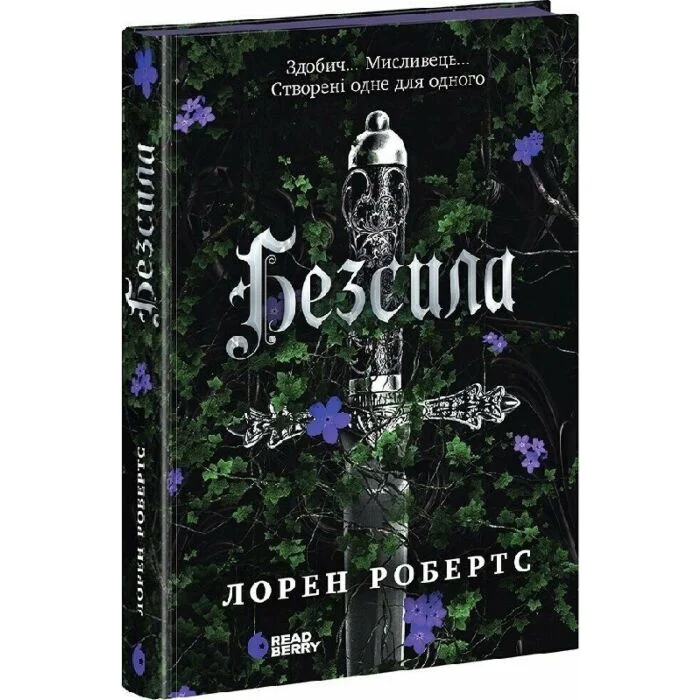 Здобич... Мисливець...
Створені одне для одного
Безсила
ЛОРЕН РОБЕРТС
READ
BERRY
Безсила
ЛОРЕН РОБЕРТС